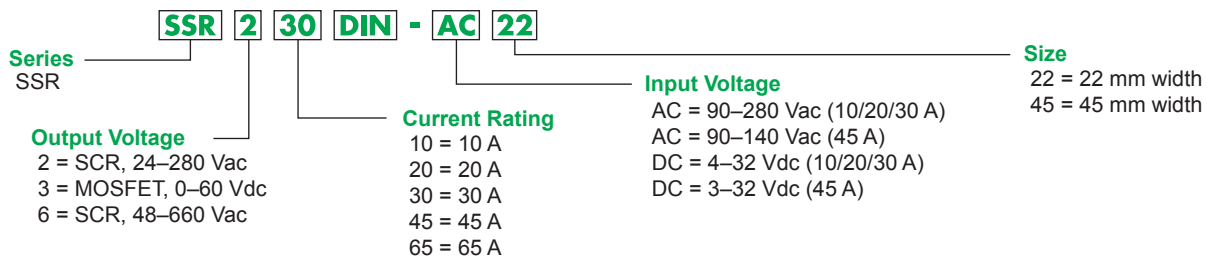 SSR 2 30 DIN - AC 22
Series
SSR
Output Voltage
2 = SCR, 24–280 Vac
3 = MOSFET, 0–60 Vdc
6 = SCR, 48–660 Vac
Current Rating
10 = 10 A
20 = 20 A
30 = 30 A
45 = 45 A
65 = 65 A
Input Voltage
AC = 90–280 Vac (10/20/30 A)
AC = 90–140 Vac (45 A)
DC = 4–32 Vdc (10/20/30 A)
DC = 3–32 Vdc (45 A)
Size
22 = 22 mm width
45 = 45 mm width